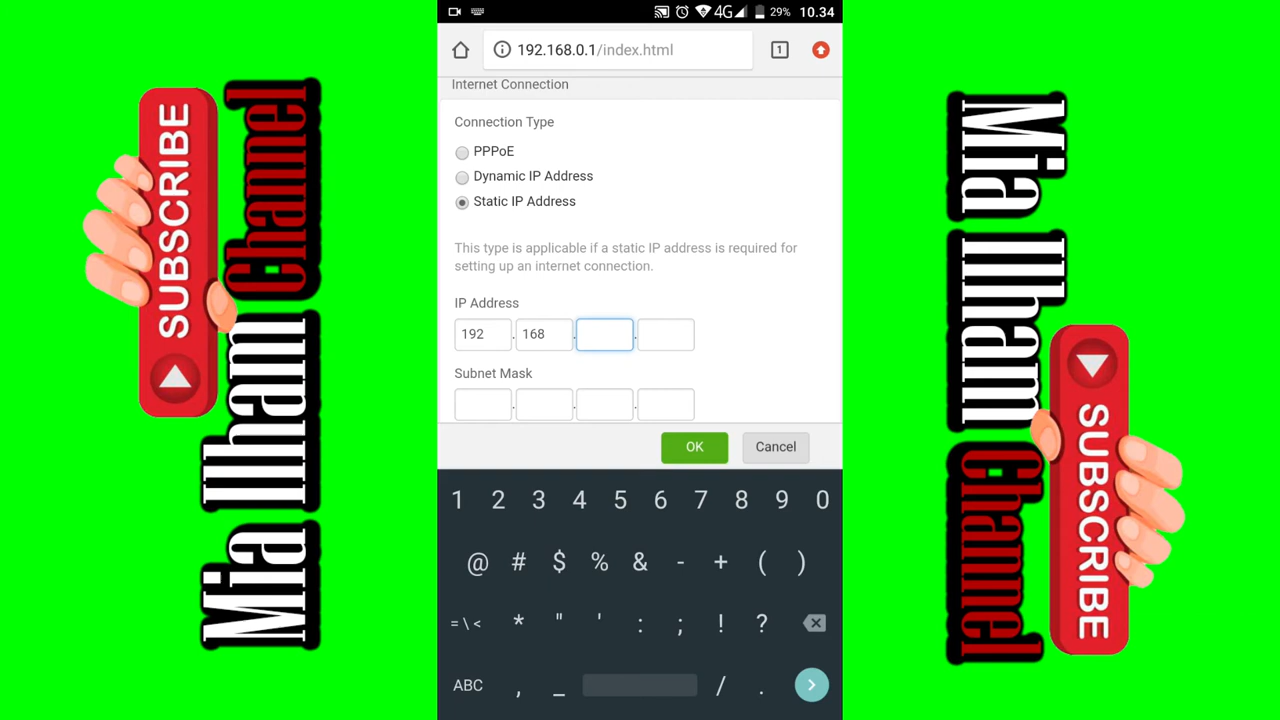 SUBSCRIBE
Mia Ilham Channel
4G 29% 10.34
192.168.0.1/index.html 1
Internet Connection
Connection Type
PPPoE
Dynamic IP Address
Static IP Address
This type is applicable if a static IP address is required for
setting up an internet connection.
IP Address
192 . 168 . .
Subnet Mask
. . .
OK Cancel
1 2 3 4 5 6 7 8 9 0
@ # $ % & - + ( )
= \ < * " ' : ; ! ?
ABC , _ / .
Mia Ilham Channel
SUBSCRIBE